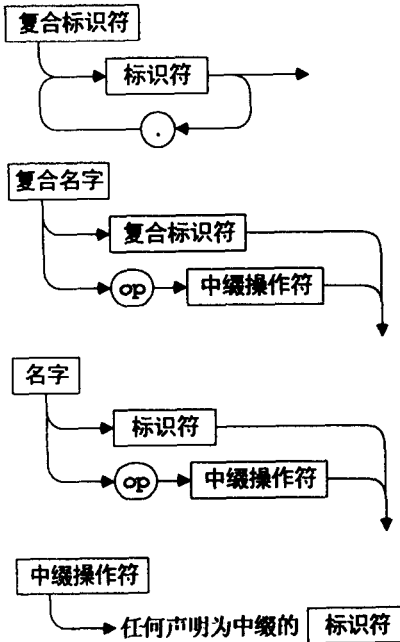 复合标识符
标识符
.
复合名字
复合标识符
op 中缀操作符
名字
标识符
op 中缀操作符
中缀操作符
任何声明为中缀的 标识符